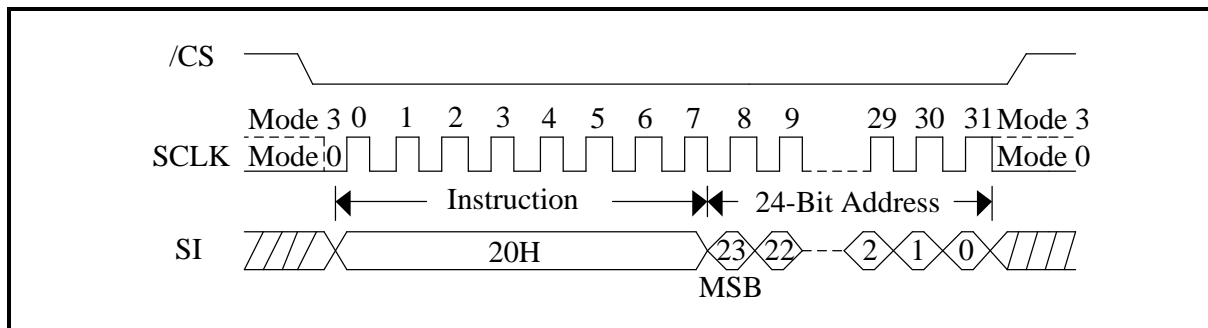 /CS
Mode 3 0 1 2 3 4 5 6 7 8 9 29 30 31 Mode 3
SCLK Mode 0 Mode 0
Instruction 24-Bit Address
SI 20H 23 22 2 1 0
MSB